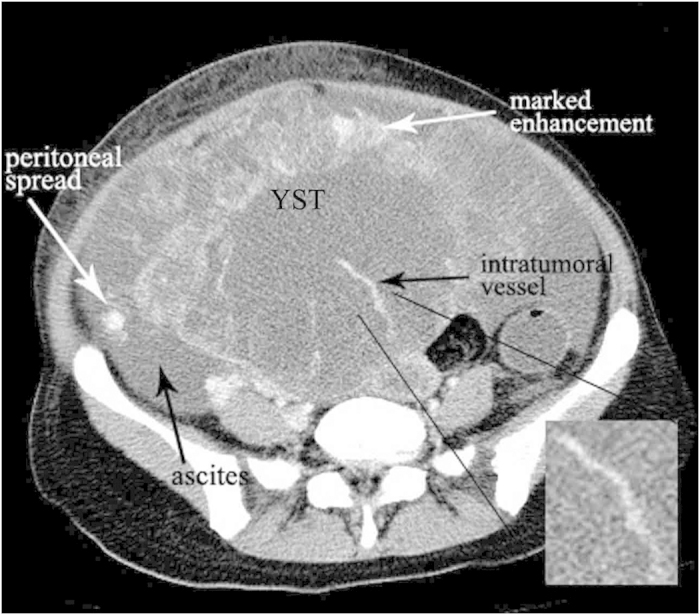 marked
enhancement
peritoneal
spread
YST
intratumoral
vessel
ascites